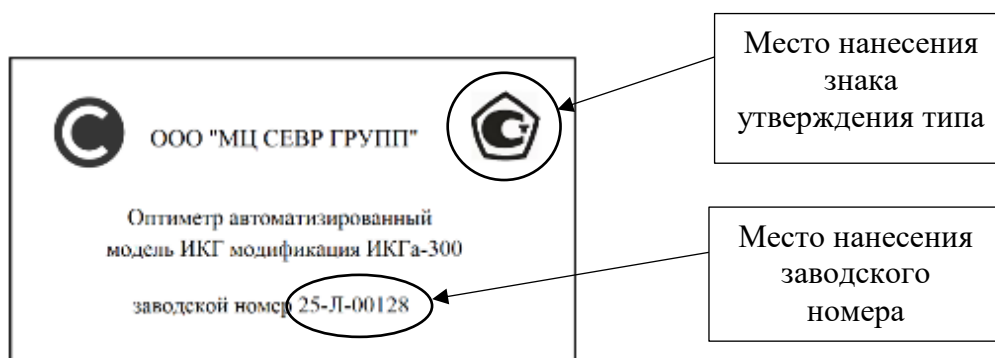 Место нанесения
знака
утверждения типа
ООО "МЦ СЕВР ГРУПП"
Оптиметр автоматизированный
модель ИКГ модификация ИКГа-300
заводской номер 25-Л-00128
Место нанесения
заводского
номера